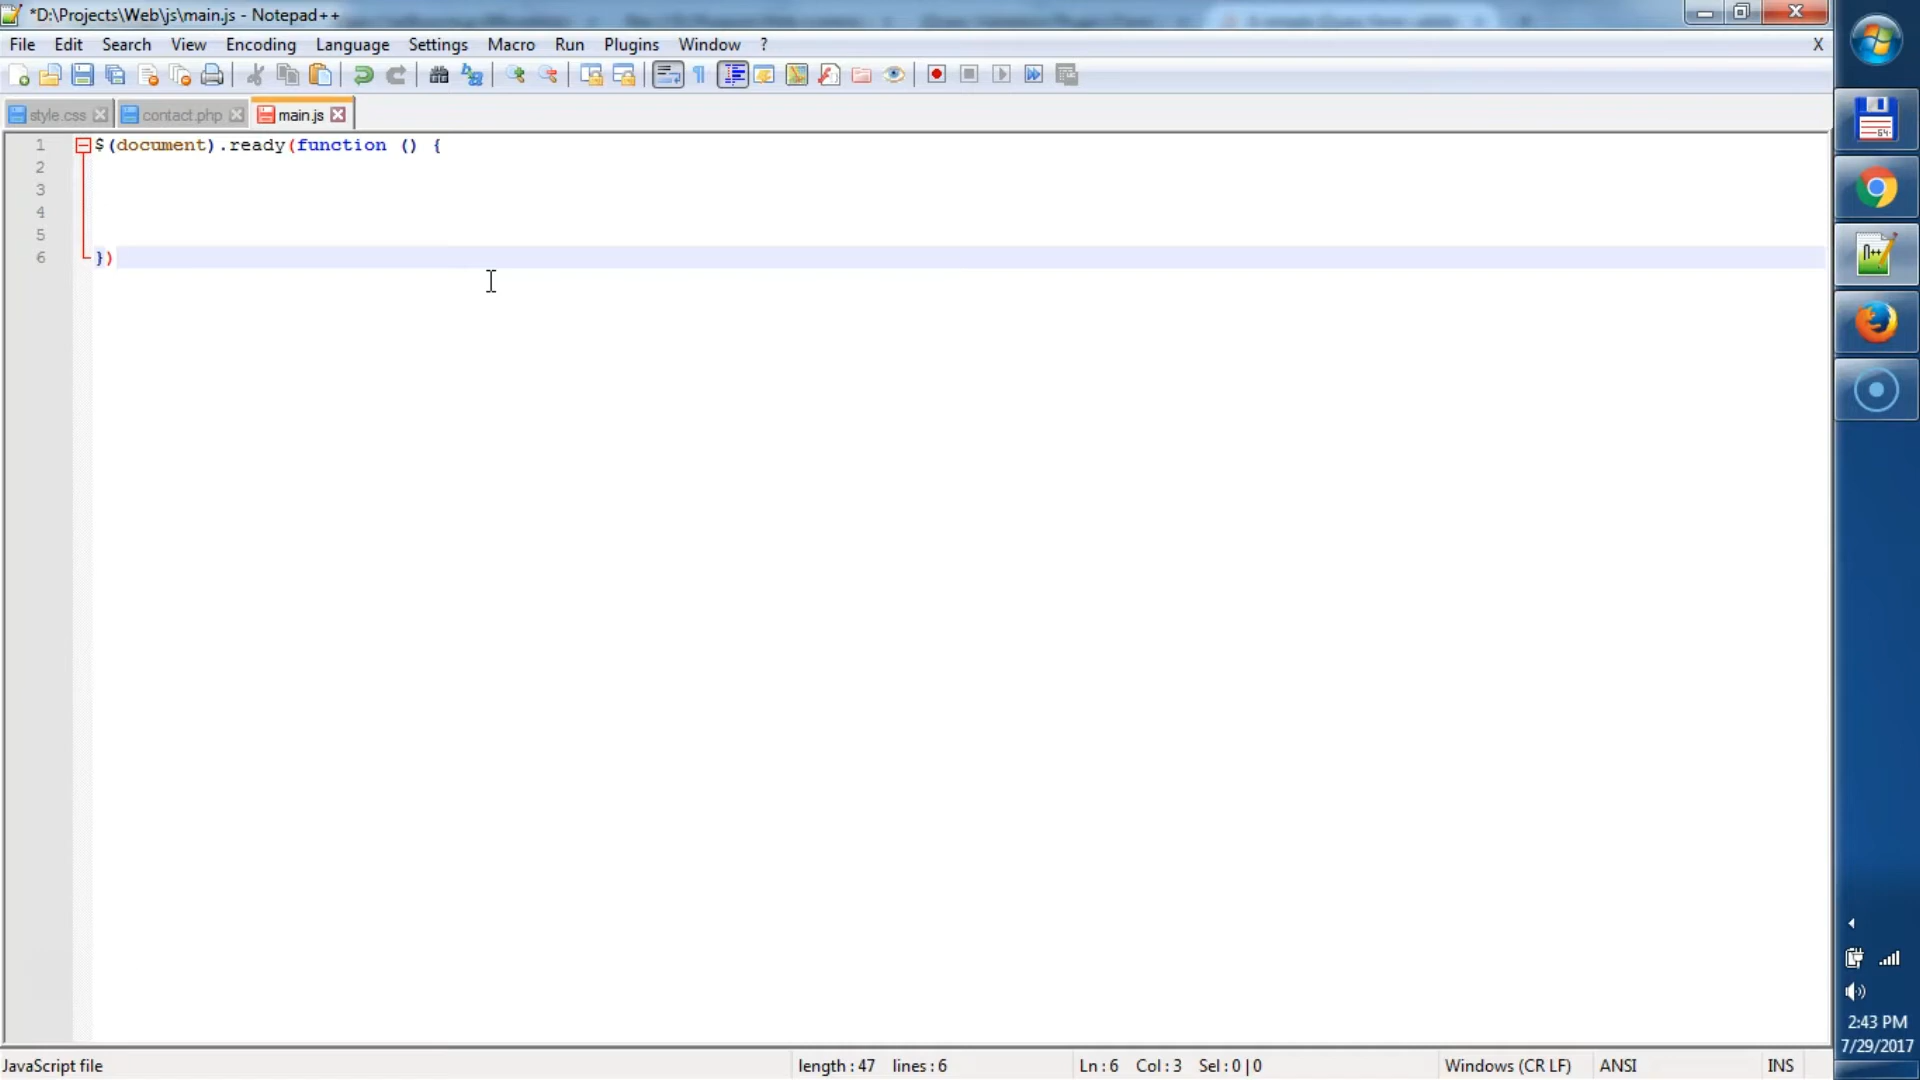 *D:\Projects\Web\js\main.js - Notepad++
File Edit Search View Encoding Language Settings Macro Run Plugins Window ?
X
style.css contact.php main.js
1 $(document).ready(function () {
2
3
4
5
6 })
64
n++
2:43 PM
7/29/2017
JavaScript file length : 47 lines : 6 Ln : 6 Col : 3 Sel : 0 | 0 Windows (CR LF) ANSI INS